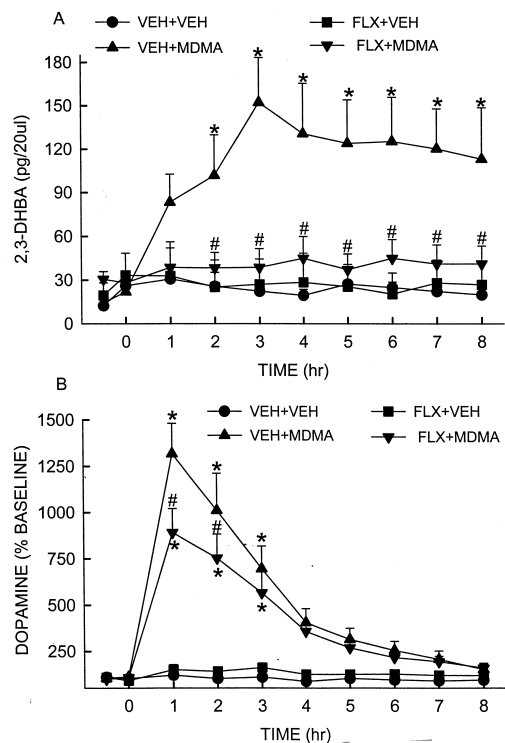 A
VEH+VEH
FLX+VEH
VEH+MDMA
FLX+MDMA
180
150
120
90
60
30
0
2,3-DHBA (pg/20ul)
* * * * * * *
# # # # # # #
0 1 2 3 4 5 6 7 8
TIME (hr)
B
VEH+VEH
FLX+VEH
VEH+MDMA
FLX+MDMA
1500
1250
1000
750
500
250
DOPAMINE (% BASELINE)
* * *
# #
* * *
0 1 2 3 4 5 6 7 8
TIME (hr)